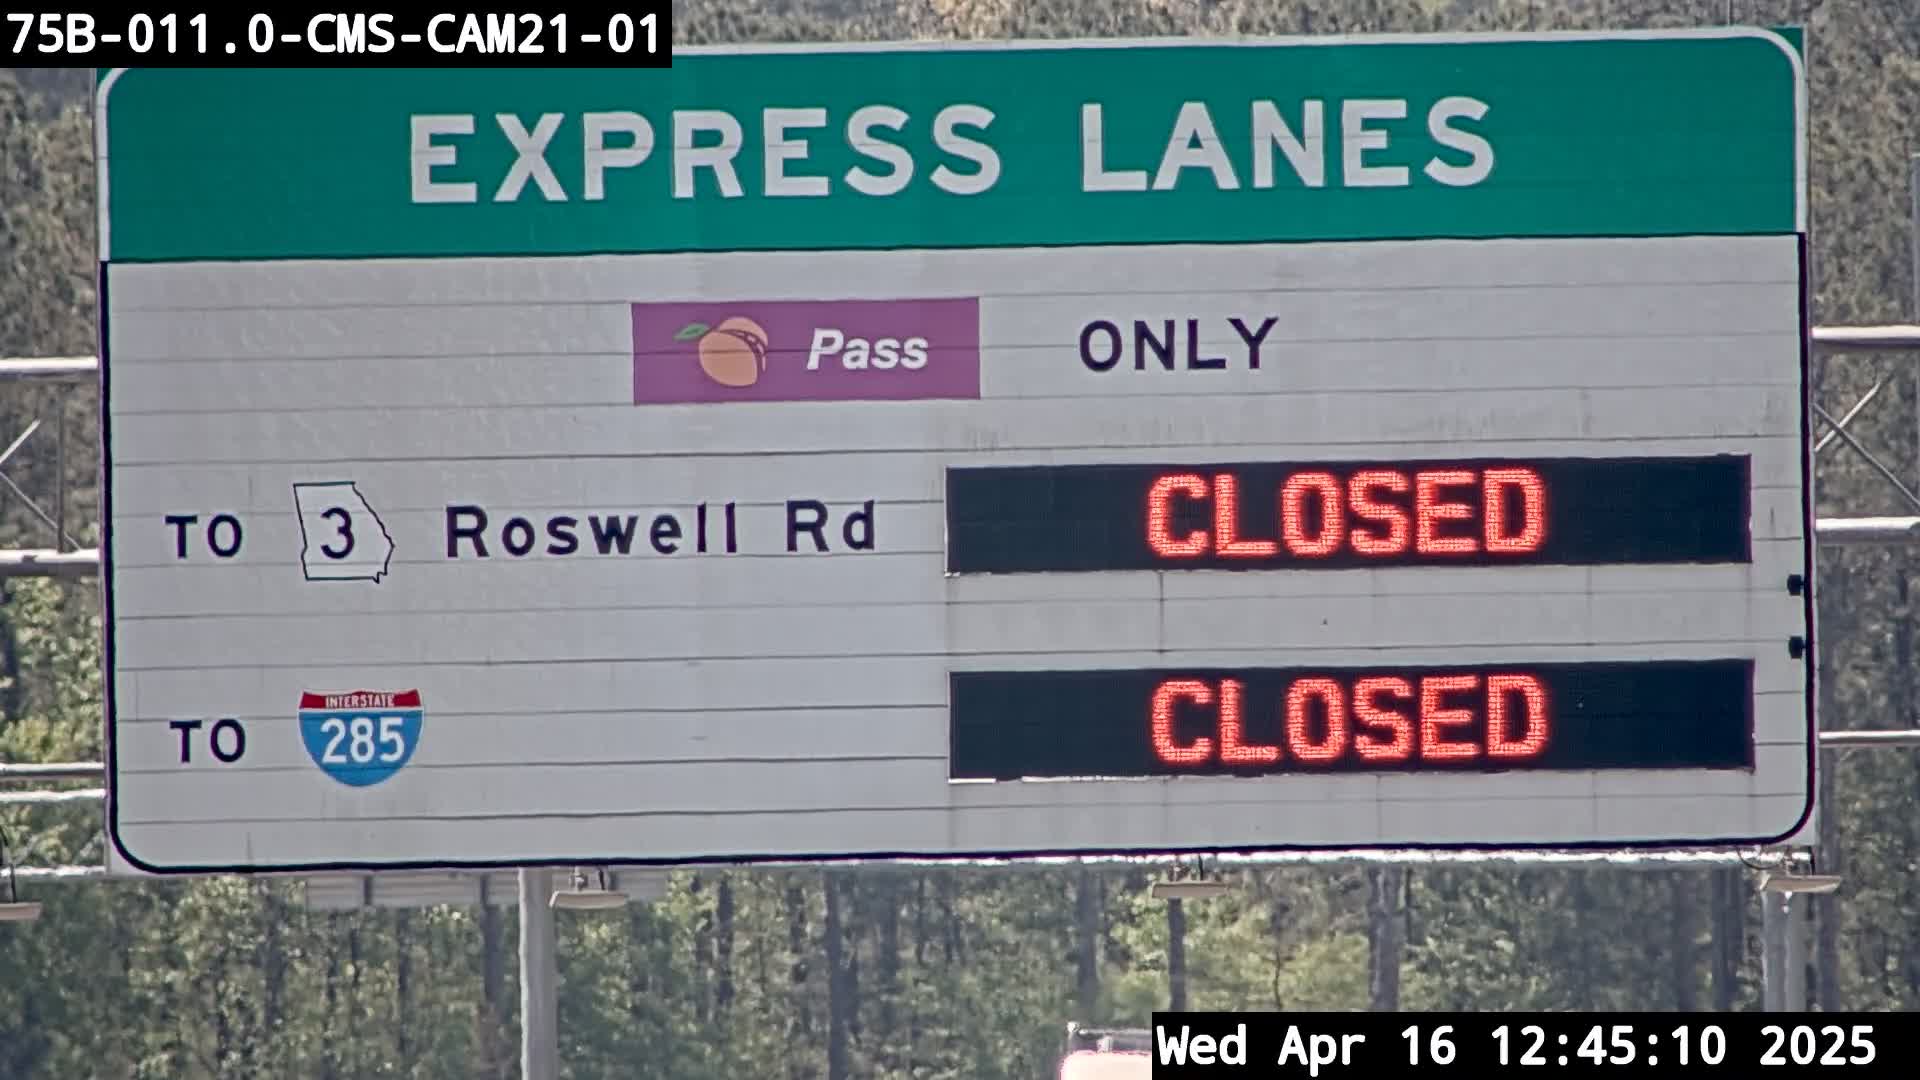 75B-011.0-CMS-CAM21-01
EXPRESS LANES
Pass ONLY
TO 3 Roswell Rd CLOSED
INTERSTATE
TO 285 CLOSED
Wed Apr 16 12:45:10 2025